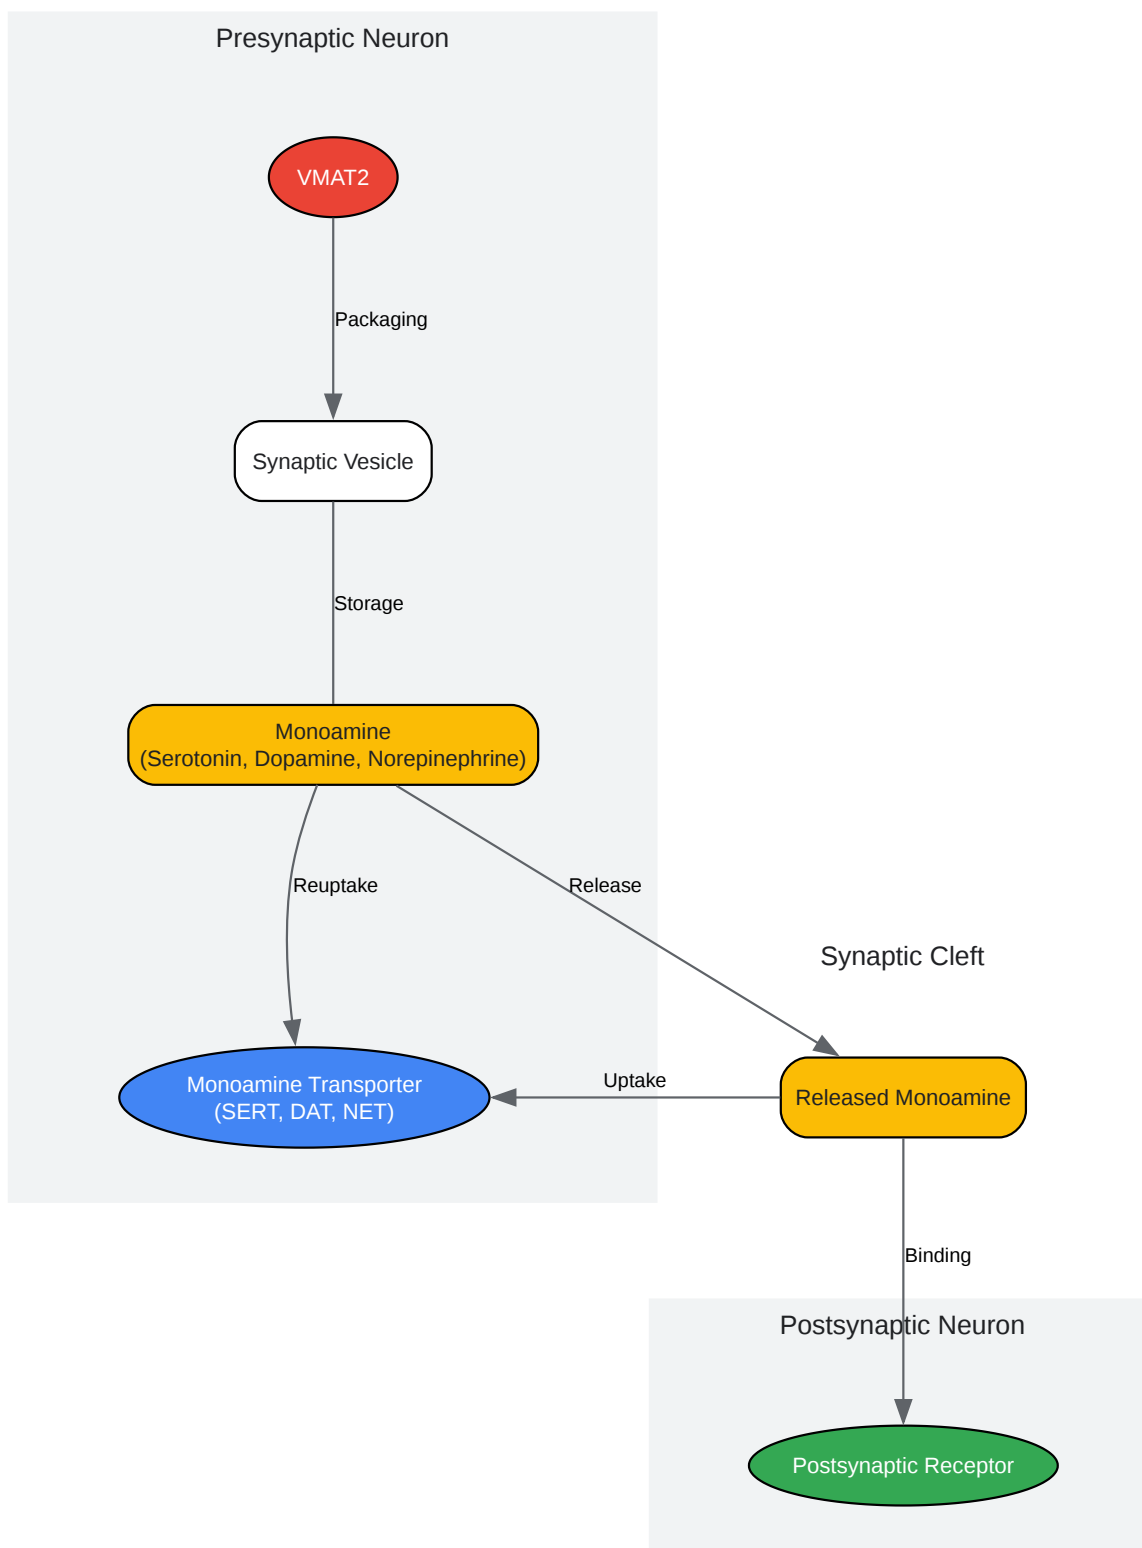 Presynaptic Neuron
VMAT2
Packaging
Synaptic Vesicle
Storage
Monoamine
(Serotonin, Dopamine, Norepinephrine)
Reuptake
Release
Synaptic Cleft
Monoamine Transporter
(SERT, DAT, NET)
Uptake
Released Monoamine
Binding
Postsynaptic Neuron
Postsynaptic Receptor